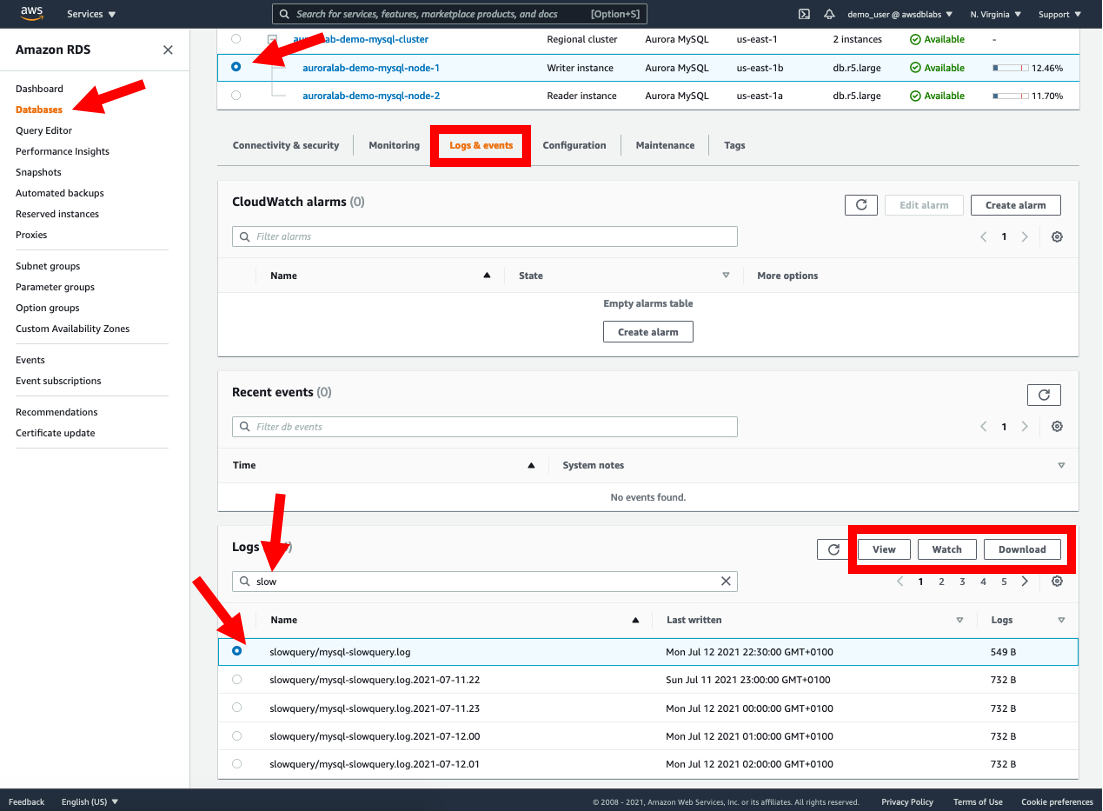 aws Services Search for services, features, marketplace products, and docs [Option+S] demo_user @ awsdblabs N. Virginia Support
Amazon RDS
Dashboard
Databases
Query Editor
Performance Insights
Snapshots
Automated backups
Reserved instances
Proxies
Subnet groups
Parameter groups
Option groups
Custom Availability Zones
Events
Event subscriptions
Recommendations
Certificate update
auroralab-demo-mysql-cluster Regional cluster Aurora MySQL us-east-1 2 instances Available -
auroralab-demo-mysql-node-1 Writer instance Aurora MySQL us-east-1b db.r5.large Available 12.46%
auroralab-demo-mysql-node-2 Reader instance Aurora MySQL us-east-1a db.r5.large Available 11.70%
Connectivity & security Monitoring Logs & events Configuration Maintenance Tags
CloudWatch alarms (0) Edit alarm Create alarm
Filter alarms 1
Name State More options
Empty alarms table
Create alarm
Recent events (0)
Filter db events 1
Time System notes
No events found.
Logs View Watch Download
slow 1 2 3 4 5
Name Last written Logs
slowquery/mysql-slowquery.log Mon Jul 12 2021 22:30:00 GMT+0100 549 B
slowquery/mysql-slowquery.log.2021-07-11.22 Sun Jul 11 2021 23:00:00 GMT+0100 732 B
slowquery/mysql-slowquery.log.2021-07-11.23 Mon Jul 12 2021 00:00:00 GMT+0100 732 B
slowquery/mysql-slowquery.log.2021-07-12.00 Mon Jul 12 2021 01:00:00 GMT+0100 732 B
slowquery/mysql-slowquery.log.2021-07-12.01 Mon Jul 12 2021 02:00:00 GMT+0100 732 B
Feedback English (US) © 2008 - 2021, Amazon Web Services, Inc. or its affiliates. All rights reserved. Privacy Policy Terms of Use Cookie preferences